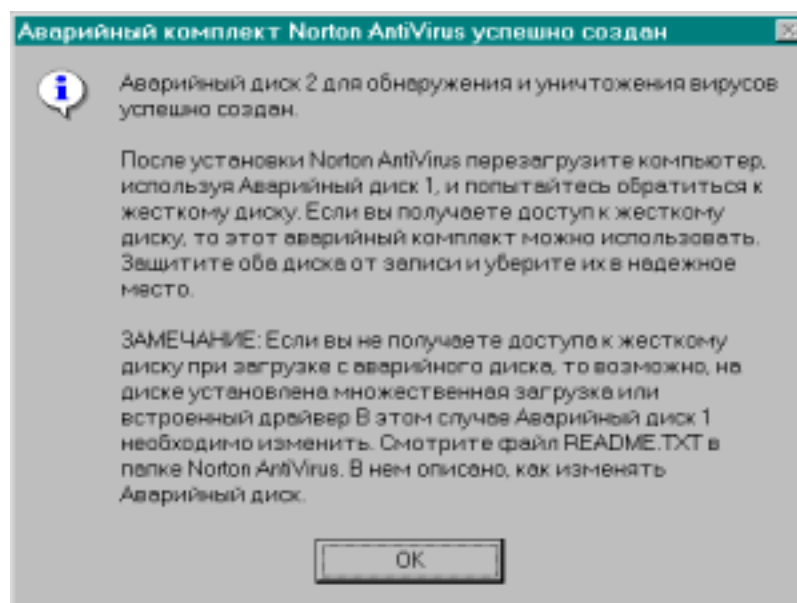 Аварийный комплект Norton AntiVirus успешно создан
Аварийный диск 2 для обнаружения и уничтожения вирусов
успешно создан.
После установки Norton AntiVirus перезагрузите компьютер,
используя Аварийный диск 1, и попытайтесь обратиться к
жесткому диску. Если вы получаете доступ к жесткому
диску, то этот аварийный комплект можно использовать.
Защитите оба диска от записи и уберите их в надежное
место.
ЗАМЕЧАНИЕ: Если вы не получаете доступа к жесткому
диску при загрузке с аварийного диска, то возможно, на
диске установлена множественная загрузка или
встроенный драйвер В этом случае Аварийный диск 1
необходимо изменить. Смотрите файл README.TXT в
папке Norton AntiVirus. В нем описано, как изменять
Аварийный диск.
OK